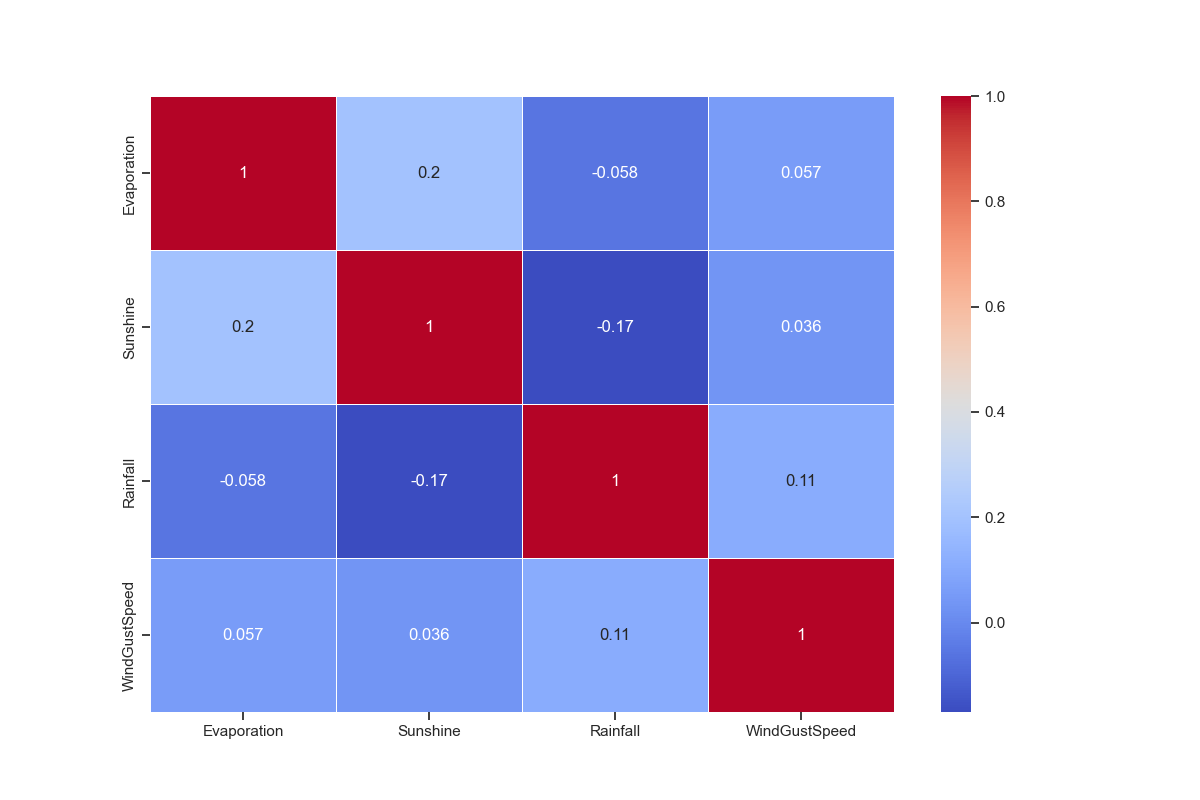 Evaporation
1
0.2
-0.058
0.057
Sunshine
0.2
1
-0.17
0.036
Rainfall
-0.058
-0.17
1
0.11
WindGustSpeed
0.057
0.036
0.11
1
Evaporation
Sunshine
Rainfall
WindGustSpeed
1.0
0.8
0.6
0.4
0.2
0.0